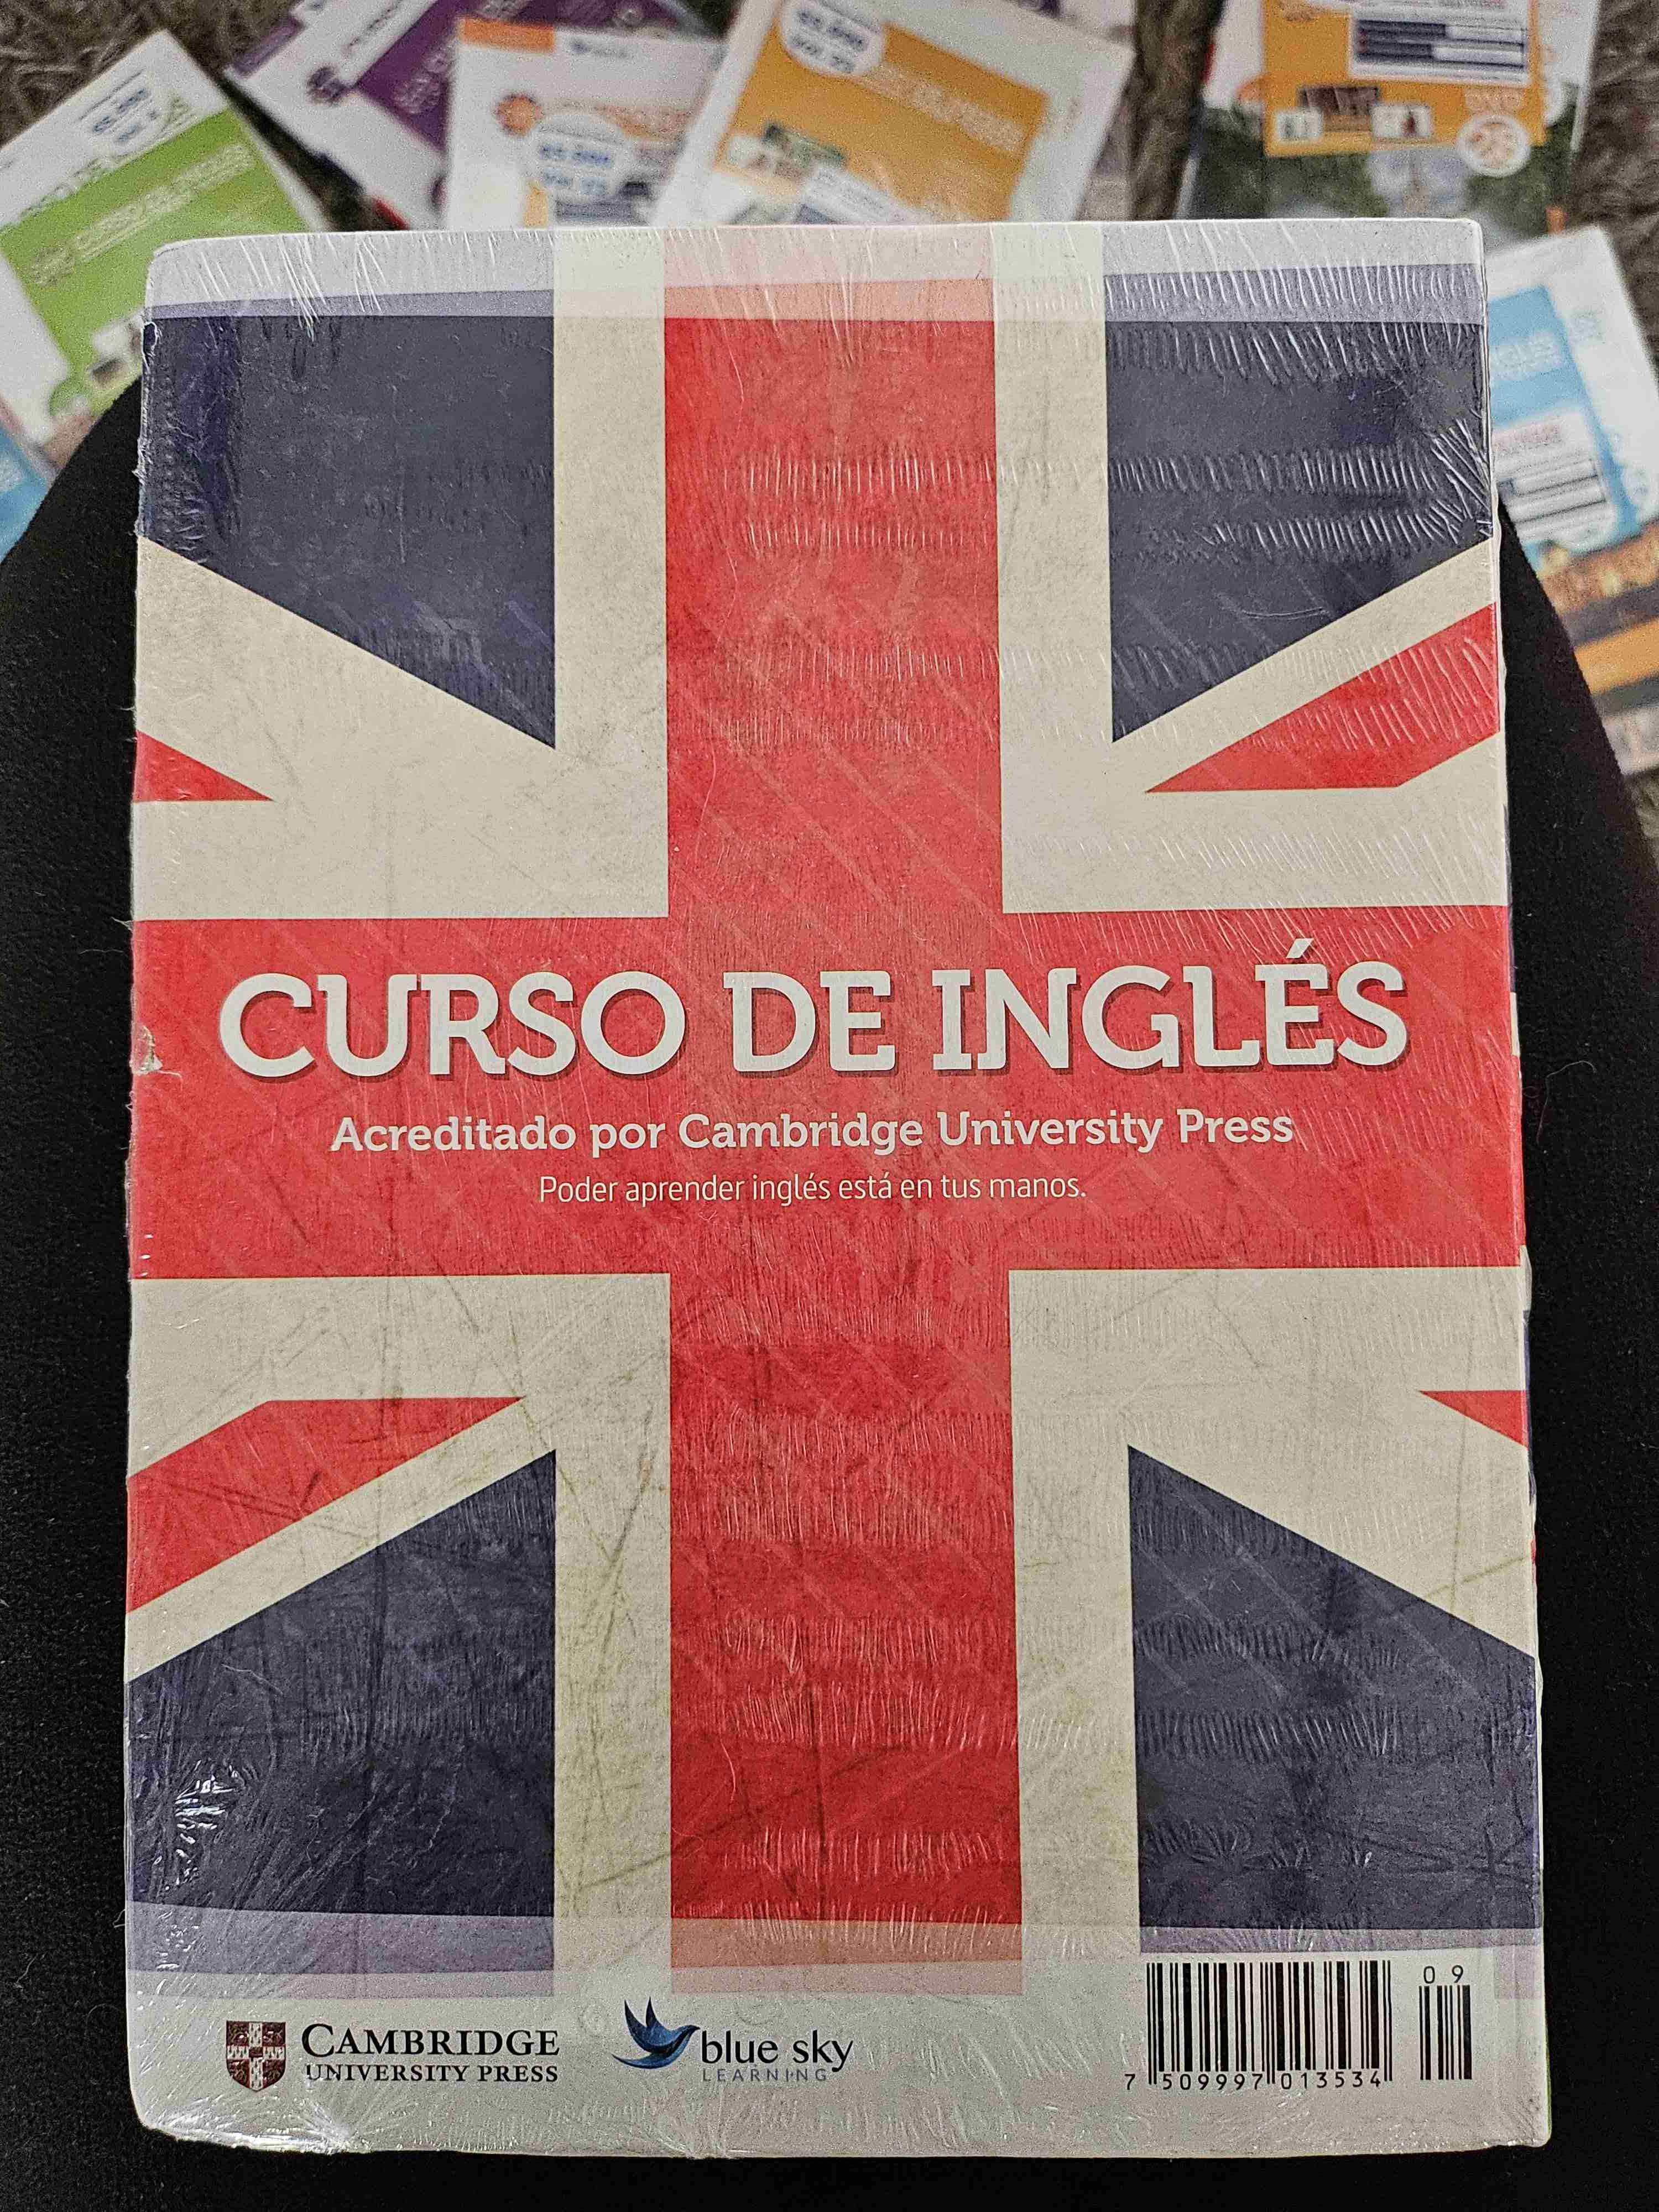 CURSO DE INGLÉS
Acreditado por Cambridge University Press
Poder aprender inglés está en tus manos.
CAMBRIDGE
UNIVERSITY PRESS
blue sky
LEARNING
09
7 509997 013534